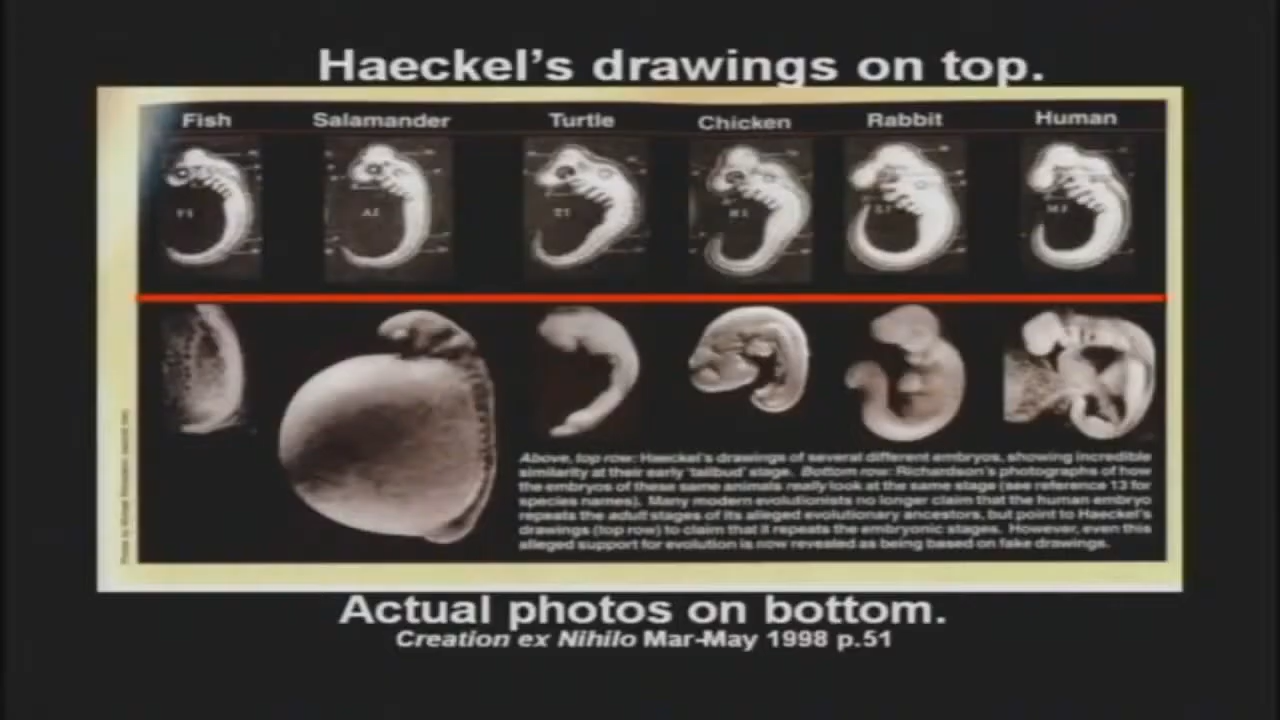 Haeckel's drawings on top.
Fish Salamander Turtle Chicken Rabbit Human
Above, top row: Haeckel's drawings of several different embryos, showing incredible
similarity at their early 'tailbud' stage. Bottom row: Richardson's photographs of how
the embryos of these same animals really look at the same stage (see reference 13 for
species names). Many modern evolutionists no longer claim that the human embryo
repeats the adult stages of its alleged evolutionary ancestors, but point to Haeckel's
drawings (top row) to claim that it repeats the embryonic stages. However, even this
alleged support for evolution is now revealed as being based on fake drawings.
Actual photos on bottom.
Creation ex Nihilo Mar-May 1998 p.51